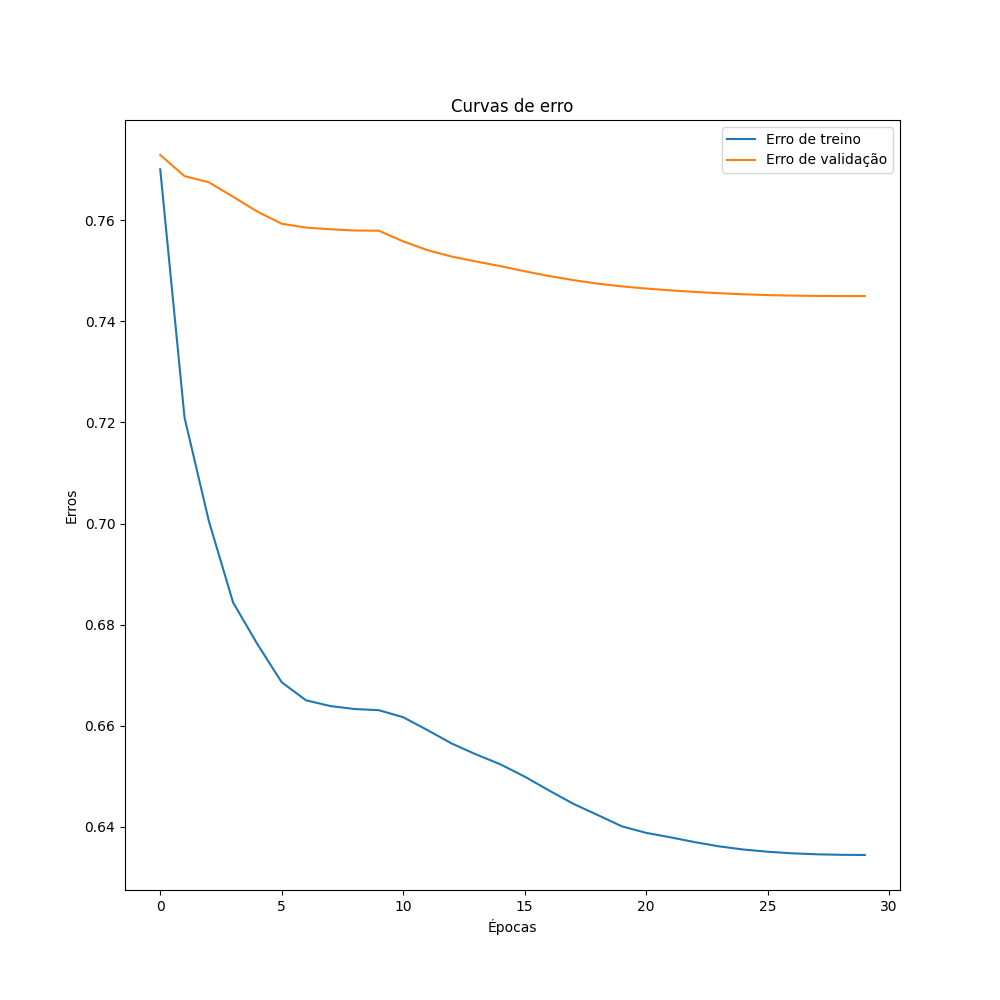 Curvas de erro
Erro de treino
Erro de validação
0.76
0.74
0.72
0.70
0.68
0.66
0.64
Erros
0 5 10 15 20 25 30
Épocas